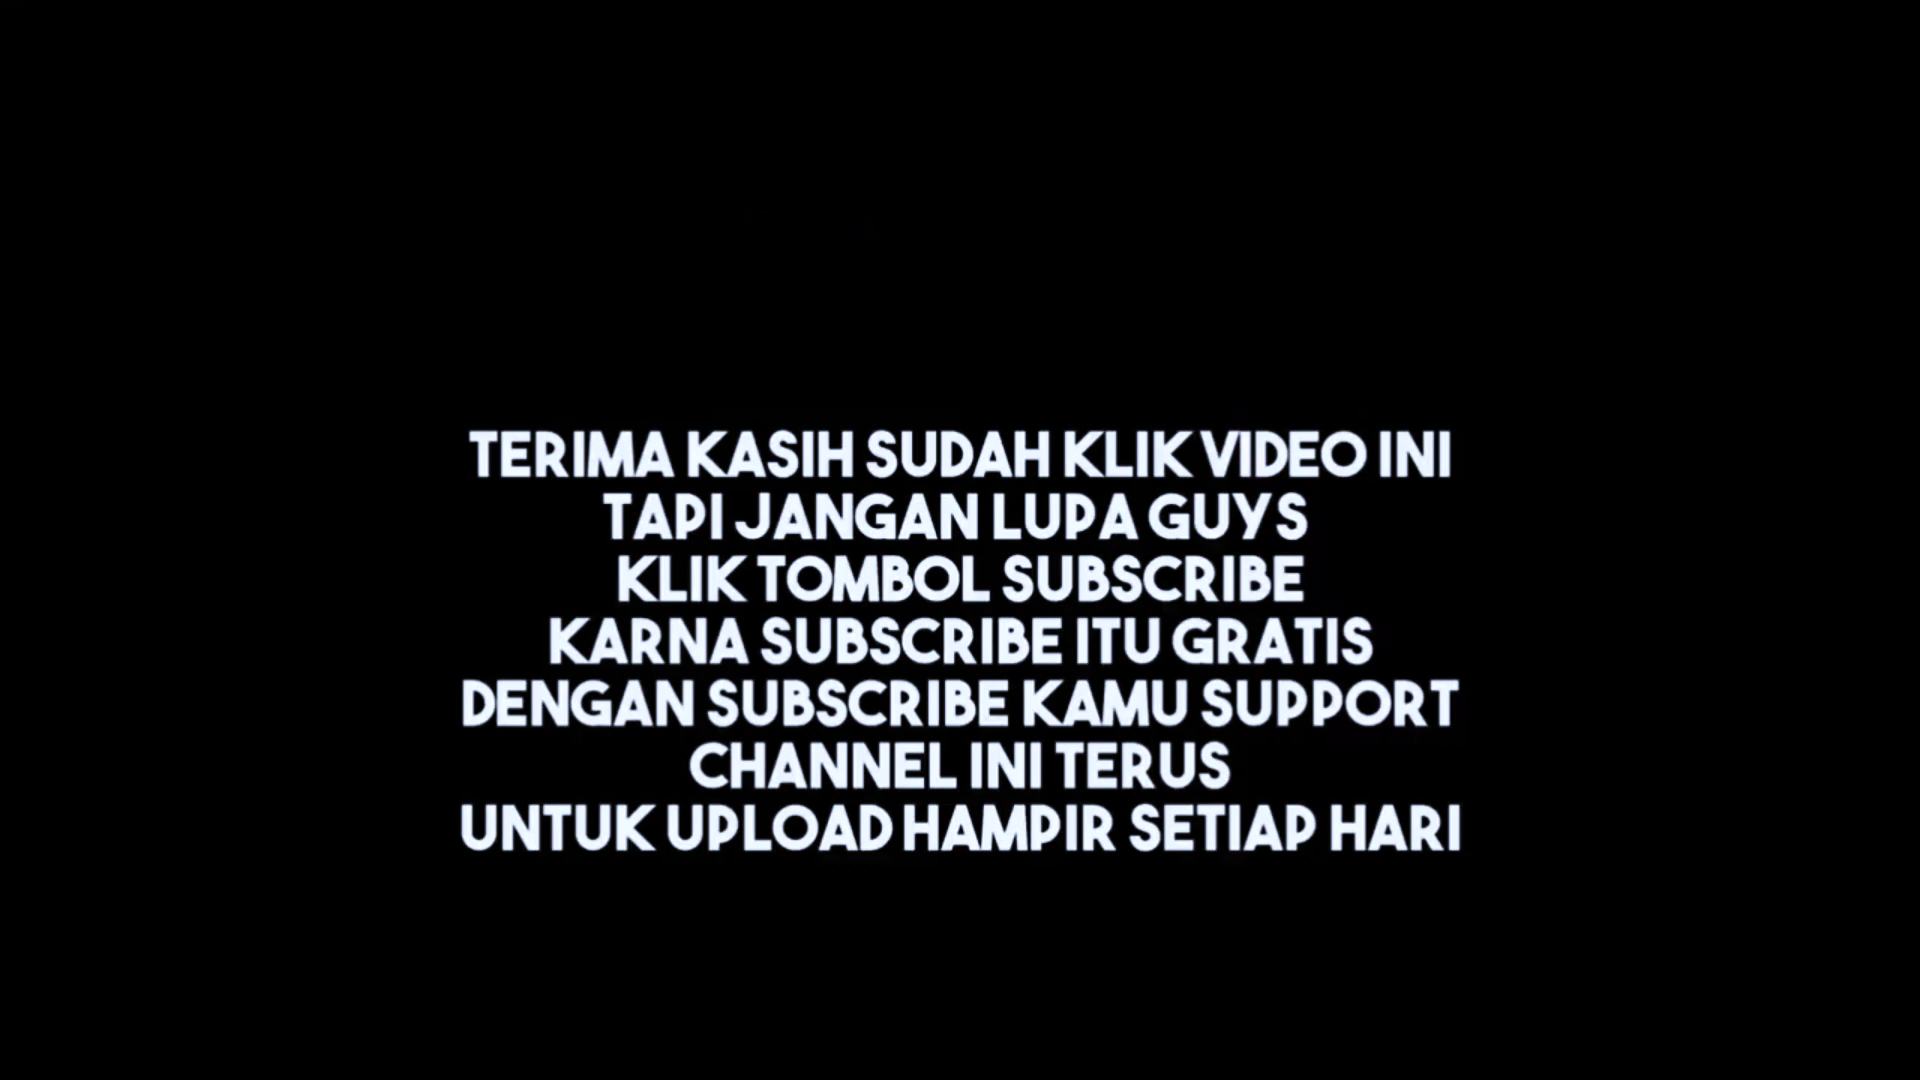 TERIMA KASIH SUDAH KLIK VIDEO INI
TAPI JANGAN LUPA GUYS
KLIK TOMBOL SUBSCRIBE
KARNA SUBSCRIBE ITU GRATIS
DENGAN SUBSCRIBE KAMU SUPPORT
CHANNEL INI TERUS
UNTUK UPLOAD HAMPIR SETIAP HARI